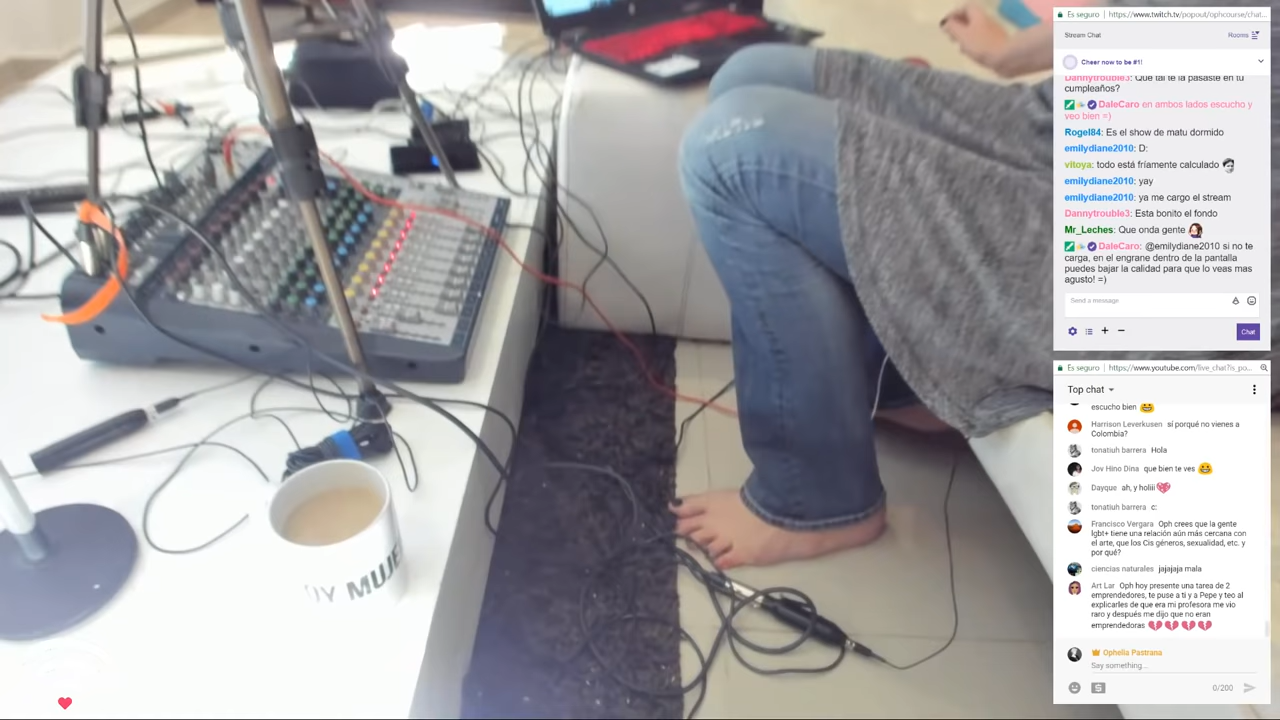 Es seguro | https://www.twitch.tv/popout/ophcourse/chat...
Stream Chat
Rooms
Cheer now to be #1!
Dannytrouble3: Que tal te la pasaste en tu
cumpleaños?
DaleCaro en ambos lados escucho y
veo bien =)
Rogel84: Es el show de matu dormido
emilydiane2010: D:
vitoya: todo está fríamente calculado
emilydiane2010: yay
emilydiane2010: ya me cargo el stream
Dannytrouble3: Esta bonito el fondo
Mr_Leches: Que onda gente
DaleCaro: @emilydiane2010 si no te
carga, en el engrane dentro de la pantalla
puedes bajar la calidad para que lo veas mas
agusto! =)
Send a message
Chat
Es seguro | https://www.youtube.com/live_chat?is_po...
Top chat
escucho bien
Harrison Leverkusen sí porqué no vienes a
Colombia?
tonatiuh barrera Hola
Jov Hino Dina que bien te ves
Dayque ah, y holiii
tonatiuh barrera c:
Francisco Vergara Oph crees que la gente
lgbt+ tiene una relación aún más cercana con
el arte, que los Cis géneros, sexualidad, etc. y
por qué?
ciencias naturales jajajaja mala
Art Lar Oph hoy presente una tarea de 2
emprendedores, te puse a ti y a Pepe y teo al
explicarles de que era mi profesora me vio
raro y después me dijo que no eran
emprendedoras
Ophelia Pastrana
Say something...
0/200